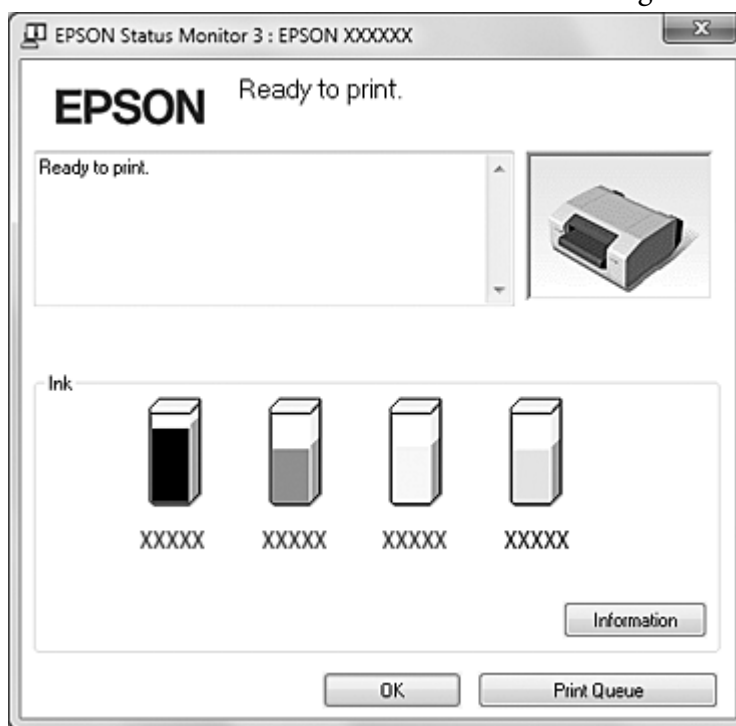 EPSON Status Monitor 3 : EPSON XXXXXX
EPSON
Ready to print.
Ready to print.
Ink
XXXXX XXXXX XXXXX XXXXX
Information
OK Print Queue